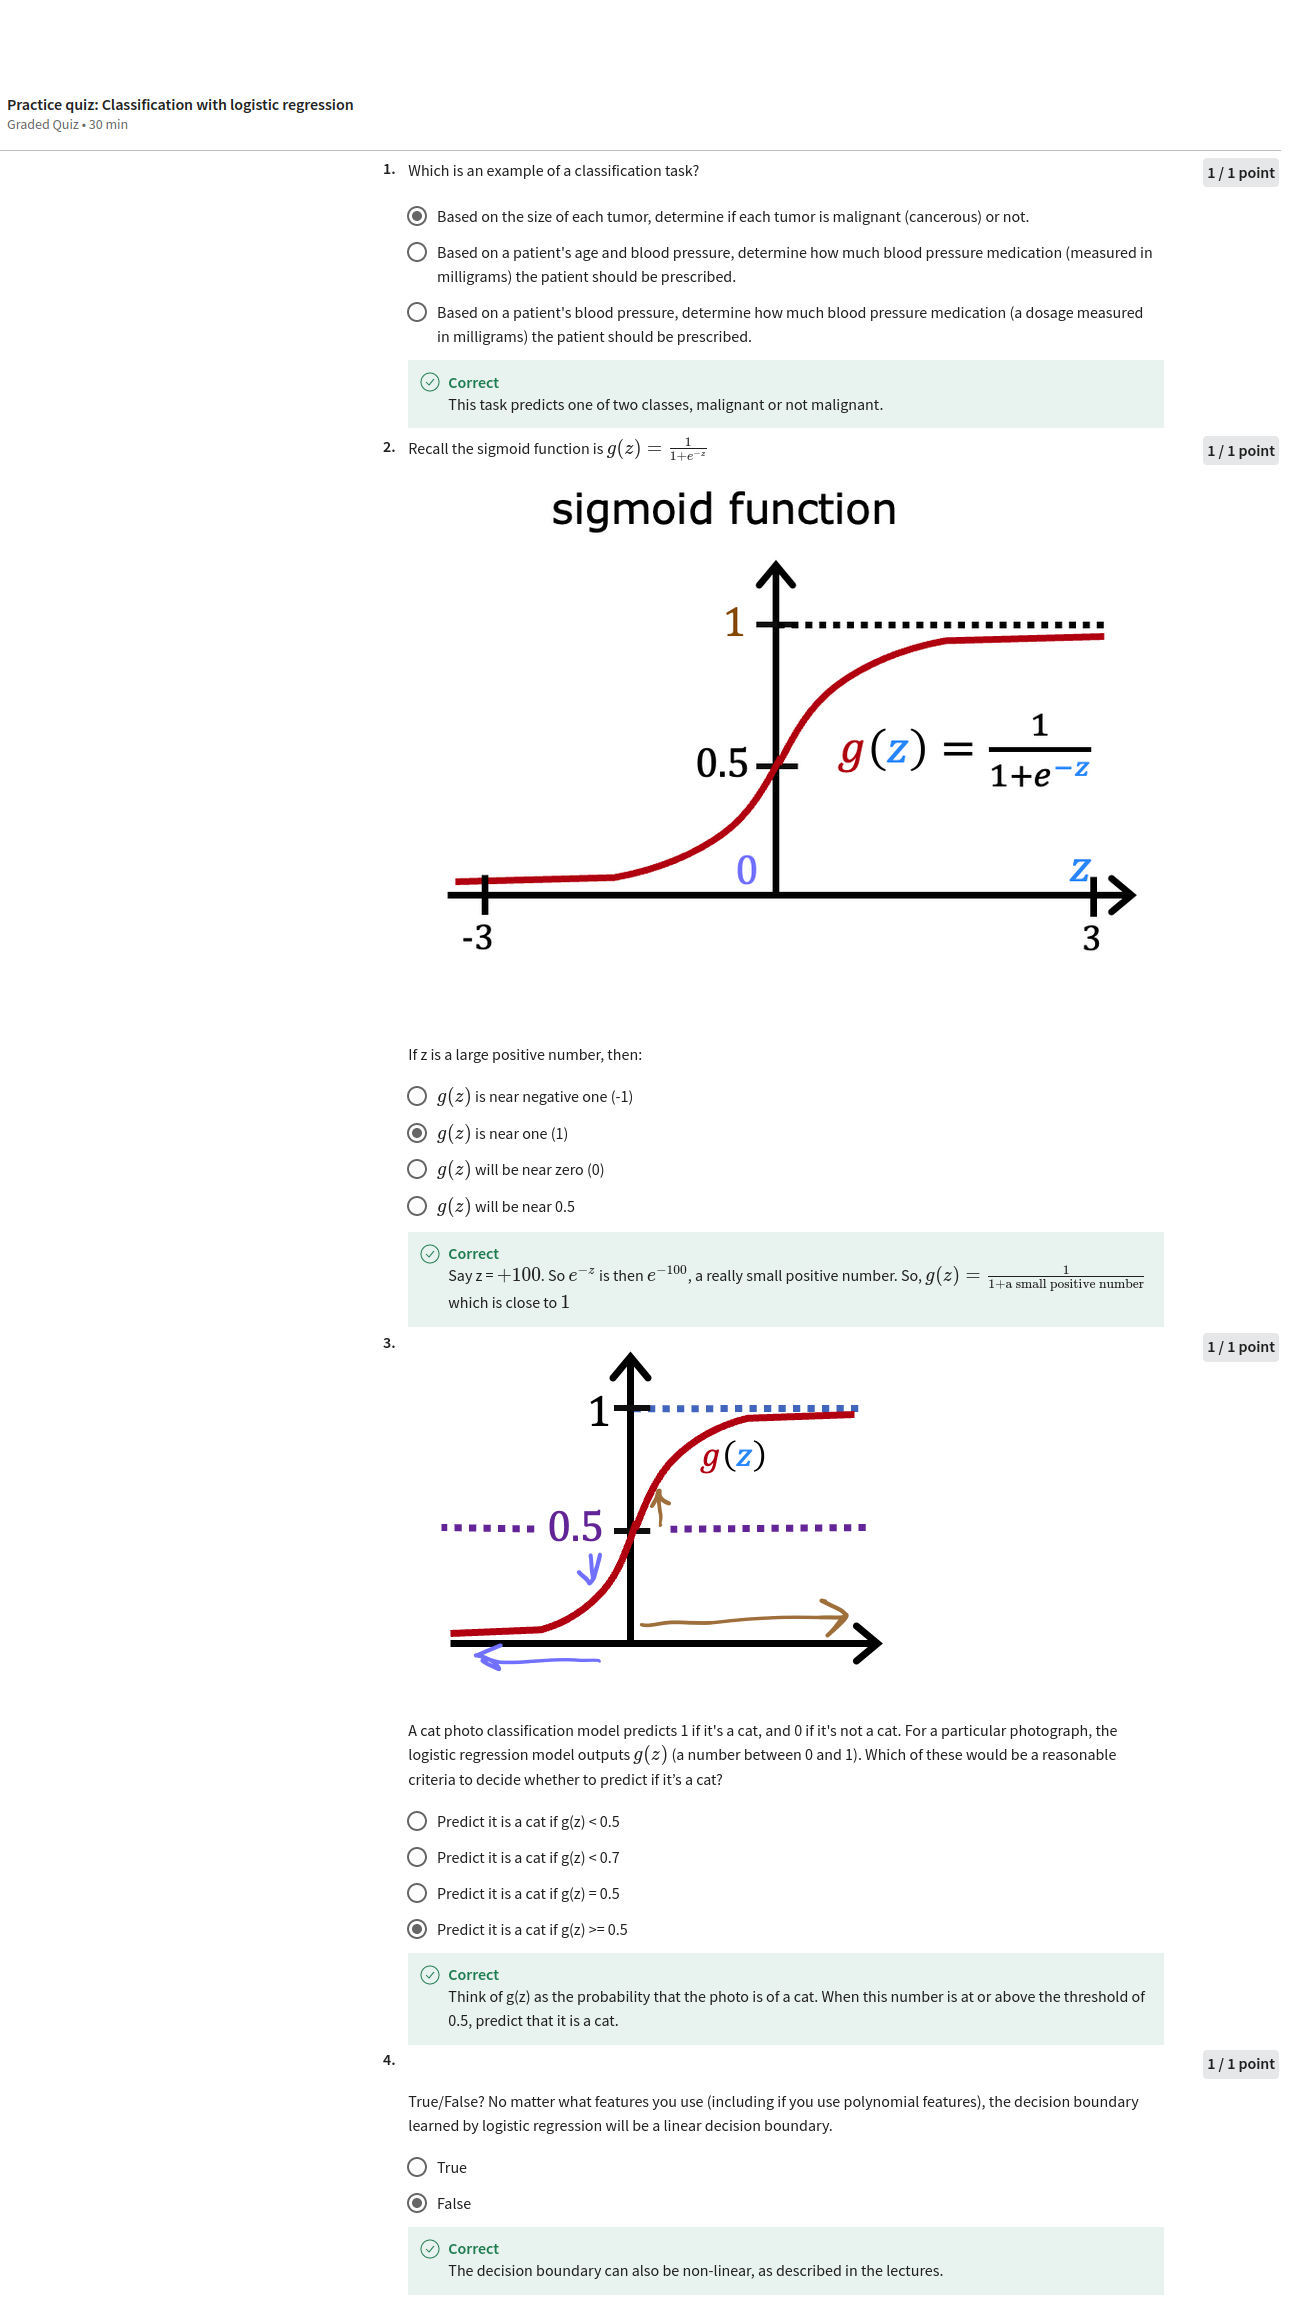 Practice quiz: Classification with logistic regression
Graded Quiz • 30 min
1. Which is an example of a classification task?
1 / 1 point
Based on the size of each tumor, determine if each tumor is malignant (cancerous) or not.
Based on a patient's age and blood pressure, determine how much blood pressure medication (measured in
milligrams) the patient should be prescribed.
Based on a patient's blood pressure, determine how much blood pressure medication (a dosage measured
in milligrams) the patient should be prescribed.
Correct
This task predicts one of two classes, malignant or not malignant.
2. Recall the sigmoid function is g(z) = 1/(1+e^{-z})
1 / 1 point
sigmoid function
1
0.5
g(z) = 1/(1+e^{-z})
0
z
-3
3
If z is a large positive number, then:
g(z) is near negative one (-1)
g(z) is near one (1)
g(z) will be near zero (0)
g(z) will be near 0.5
Correct
Say z = +100. So e^{-z} is then e^{-100}, a really small positive number. So, g(z) = 1/(1+a small positive number)
which is close to 1
3.
1 / 1 point
1
g(z)
0.5
A cat photo classification model predicts 1 if it's a cat, and 0 if it's not a cat. For a particular photograph, the
logistic regression model outputs g(z) (a number between 0 and 1). Which of these would be a reasonable
criteria to decide whether to predict if it’s a cat?
Predict it is a cat if g(z) < 0.5
Predict it is a cat if g(z) < 0.7
Predict it is a cat if g(z) = 0.5
Predict it is a cat if g(z) >= 0.5
Correct
Think of g(z) as the probability that the photo is of a cat. When this number is at or above the threshold of
0.5, predict that it is a cat.
4.
1 / 1 point
True/False? No matter what features you use (including if you use polynomial features), the decision boundary
learned by logistic regression will be a linear decision boundary.
True
False
Correct
The decision boundary can also be non-linear, as described in the lectures.